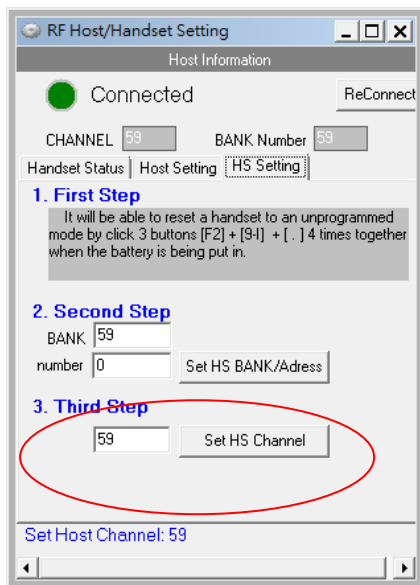 RF Host/Handset Setting
Host Information
Connected
ReConnect
CHANNEL 59 BANK Number 59
Handset Status Host Setting HS Setting
1. First Step
It will be able to reset a handset to an unprogrammed
mode by click 3 buttons [F2] + [9-I] + [ . ] 4 times together
when the battery is being put in.
2. Second Step
BANK 59
number 0 Set HS BANK/Adress
3. Third Step
59 Set HS Channel
Set Host Channel: 59